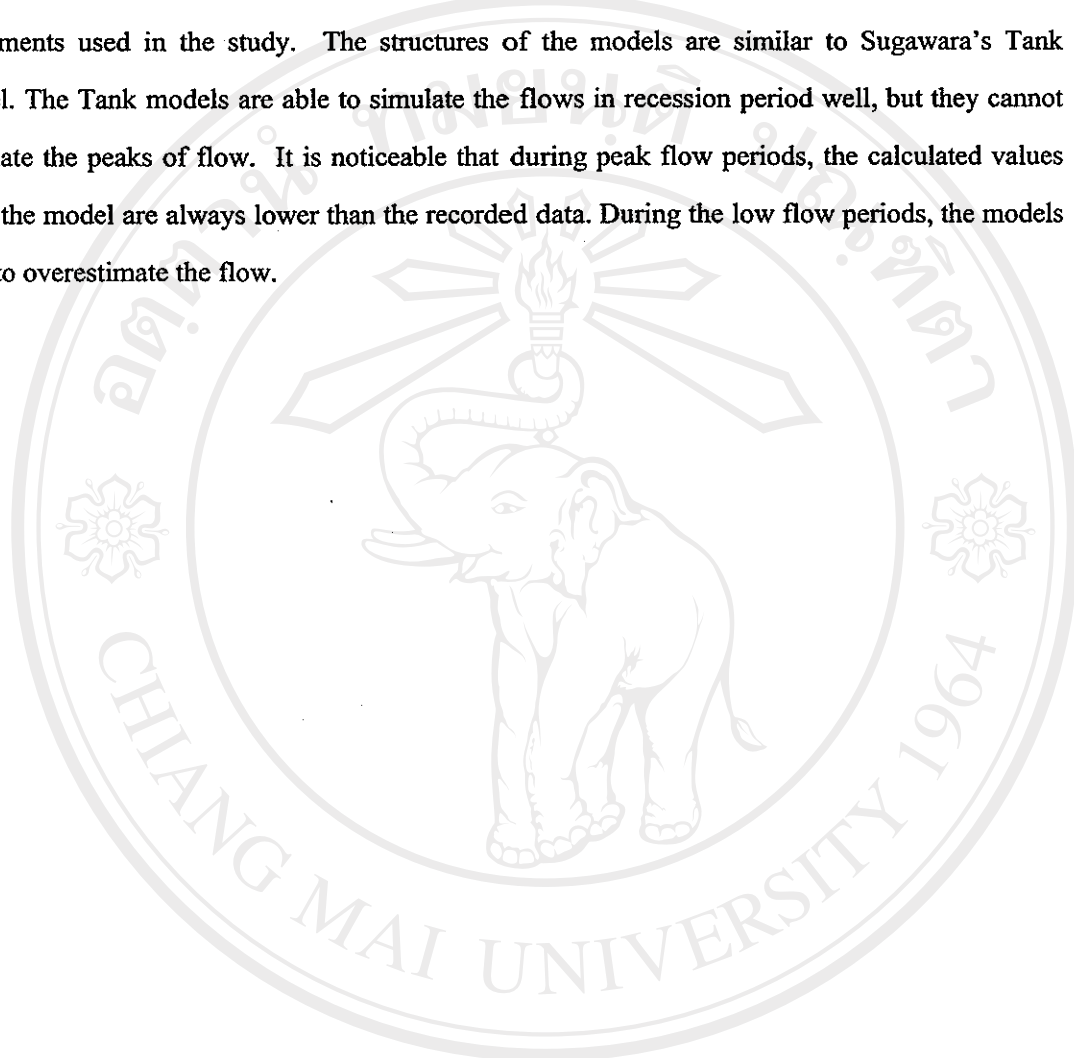 ments used in the study. The structures of the models are similar to Sugawara's Tank
l. The Tank models are able to simulate the flows in recession period well, but they cannot
ate the peaks of flow. It is noticeable that during peak flow periods, the calculated values
the model are always lower than the recorded data. During the low flow periods, the models
to overestimate the flow.
CHIANG MAI UNIVERSITY 1964